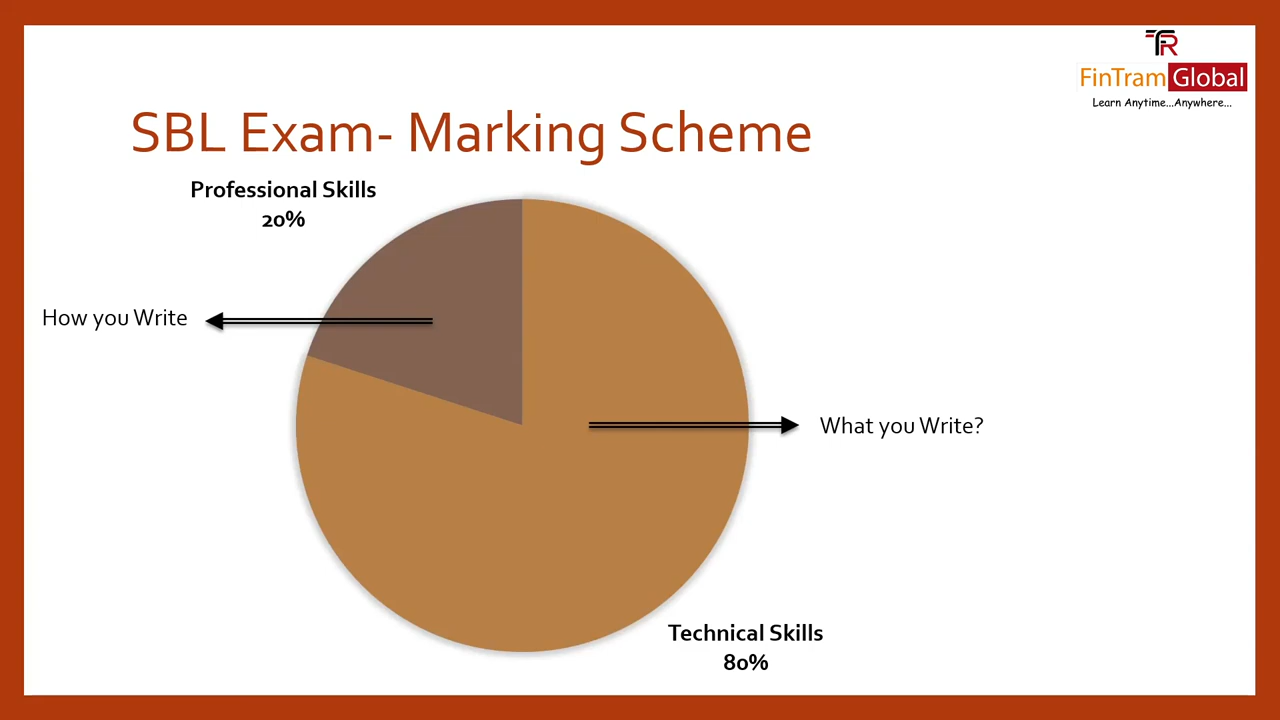 FinTram Global
Learn Anytime...Anywhere...
SBL Exam- Marking Scheme
Professional Skills
20%
How you Write
What you Write?
Technical Skills
80%